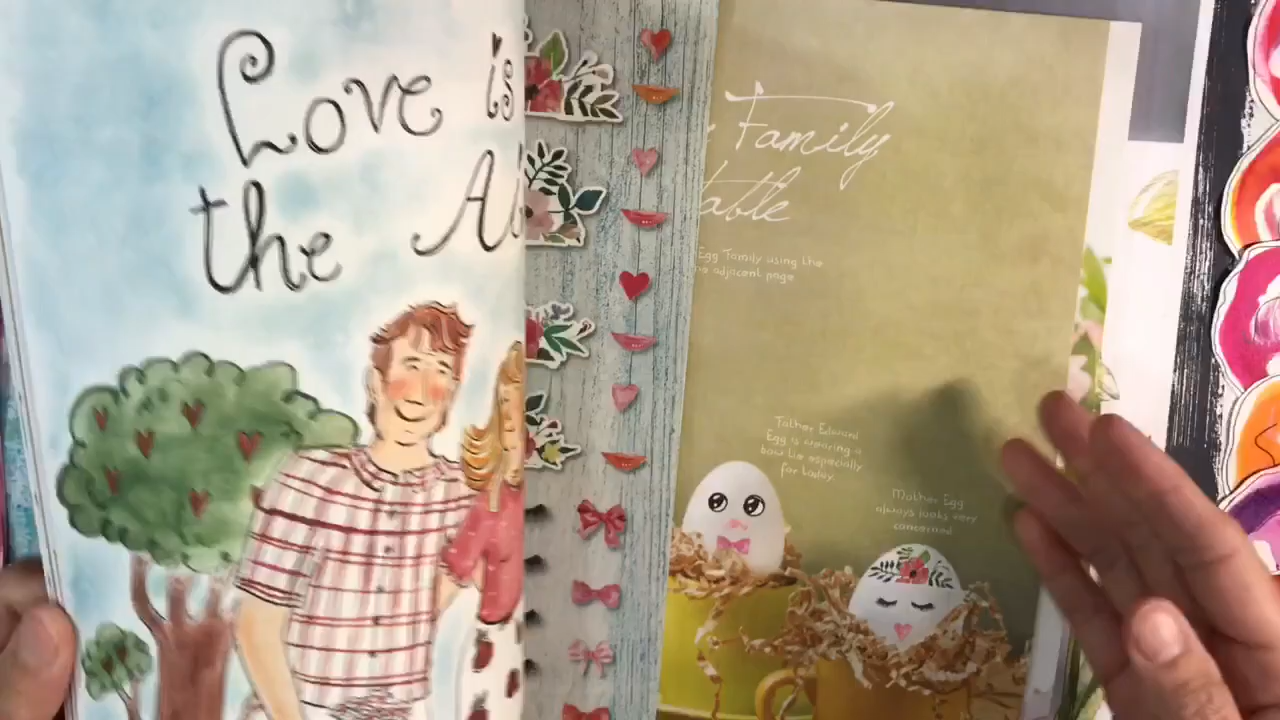 Love is
the
Family
table
Egg Family using the
adjacent page
Father Edward
Egg is wearing a
bow tie especially
for today
Mother Egg
always looks very
concerned